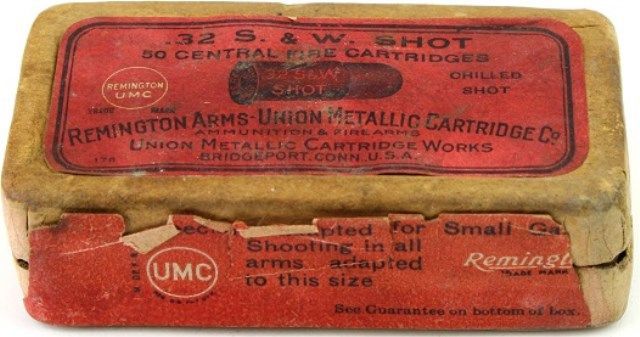 .32 S. & W. SHOT
50 CENTRAL FIRE CARTRIDGES
32 S&W.
SHOT
CHILLED
SHOT
REMINGTON
UMC
TRADE MARK
REMINGTON ARMS-UNION METALLIC CARTRIDGE CO
AMMUNITION & FIREARMS
UNION METALLIC CARTRIDGE WORKS
BRIDGEPORT, CONN. U.S.A.
apted for Small Ga
Shooting in all
arms adapted
to this size
UMC
Remingt
TRADE MARK
See Guarantee on bottom of box.